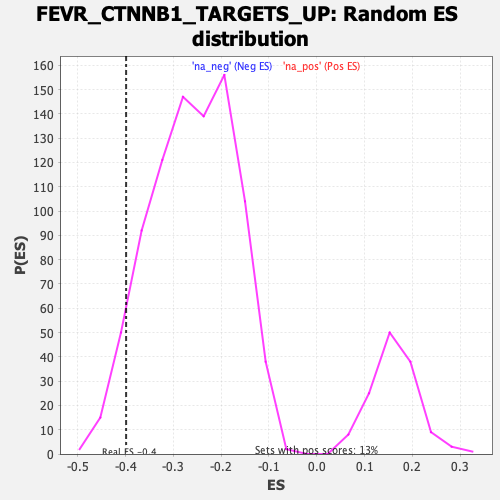 FEVR_CTNNB1_TARGETS_UP: Random ES
distribution
'na_neg' (Neg ES) 'na_pos' (Pos ES)
160
150
140
130
120
110
100
90
80
70
60
50
40
30
20
10
0
P(ES)
Real ES -0.4
Sets with pos scores: 13%
-0.5 -0.4 -0.3 -0.2 -0.1 0.0 0.1 0.2 0.3
ES